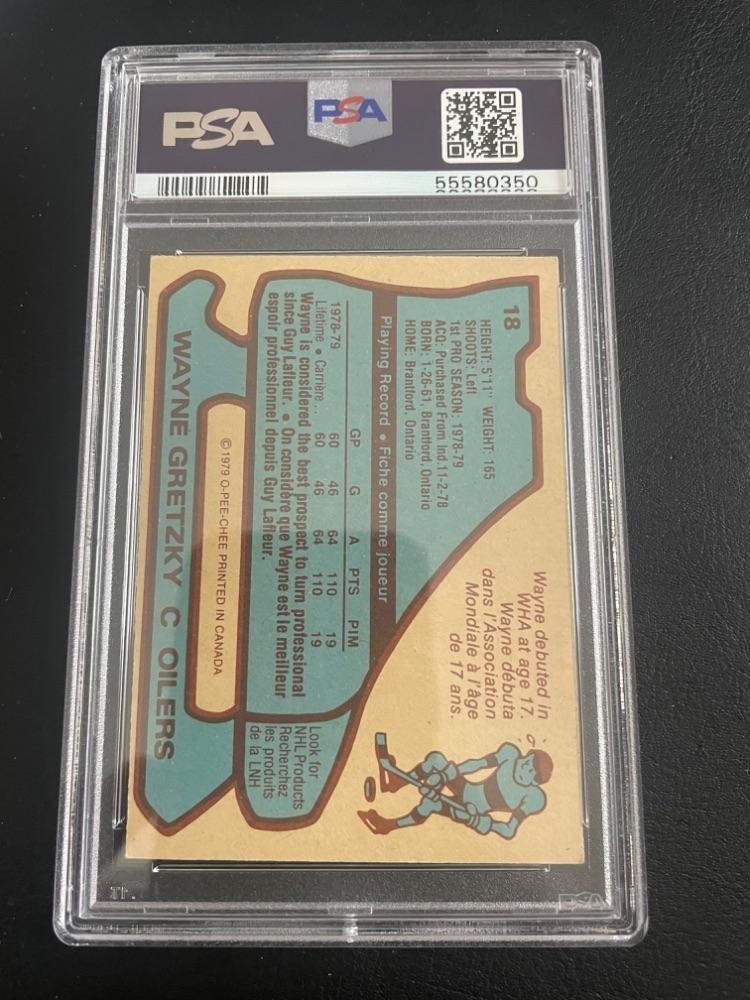 PSA
PSA
55580350
18
HEIGHT: 5'11" WEIGHT: 165
SHOOTS: Left
1st PRO SEASON: 1978-79
ACQ: Purchased From Ind.11-2-78
BORN: 1-26-61, Brantford, Ontario
HOME: Brantford, Ontario
Wayne debuted in
WHA at age 17.
Wayne débuta
dans l'Association
Mondiale à l'âge
de 17 ans.
Playing Record • Fiche comme joueur
GP G A PTS PIM
1978-79 60 46 64 110 19
Lifetime • Carrière... 60 46 64 110 19
Wayne is considered the best prospect to turn professional
since Guy Lafleur. • On considère que Wayne est le meilleur
espoir professionnel depuis Guy Lafleur.
Look for
NHL Products
Recherchez
les produits
de la LNH
©1979 O-PEE-CHEE PRINTED IN CANADA
WAYNE GRETZKY C OILERS
PSA